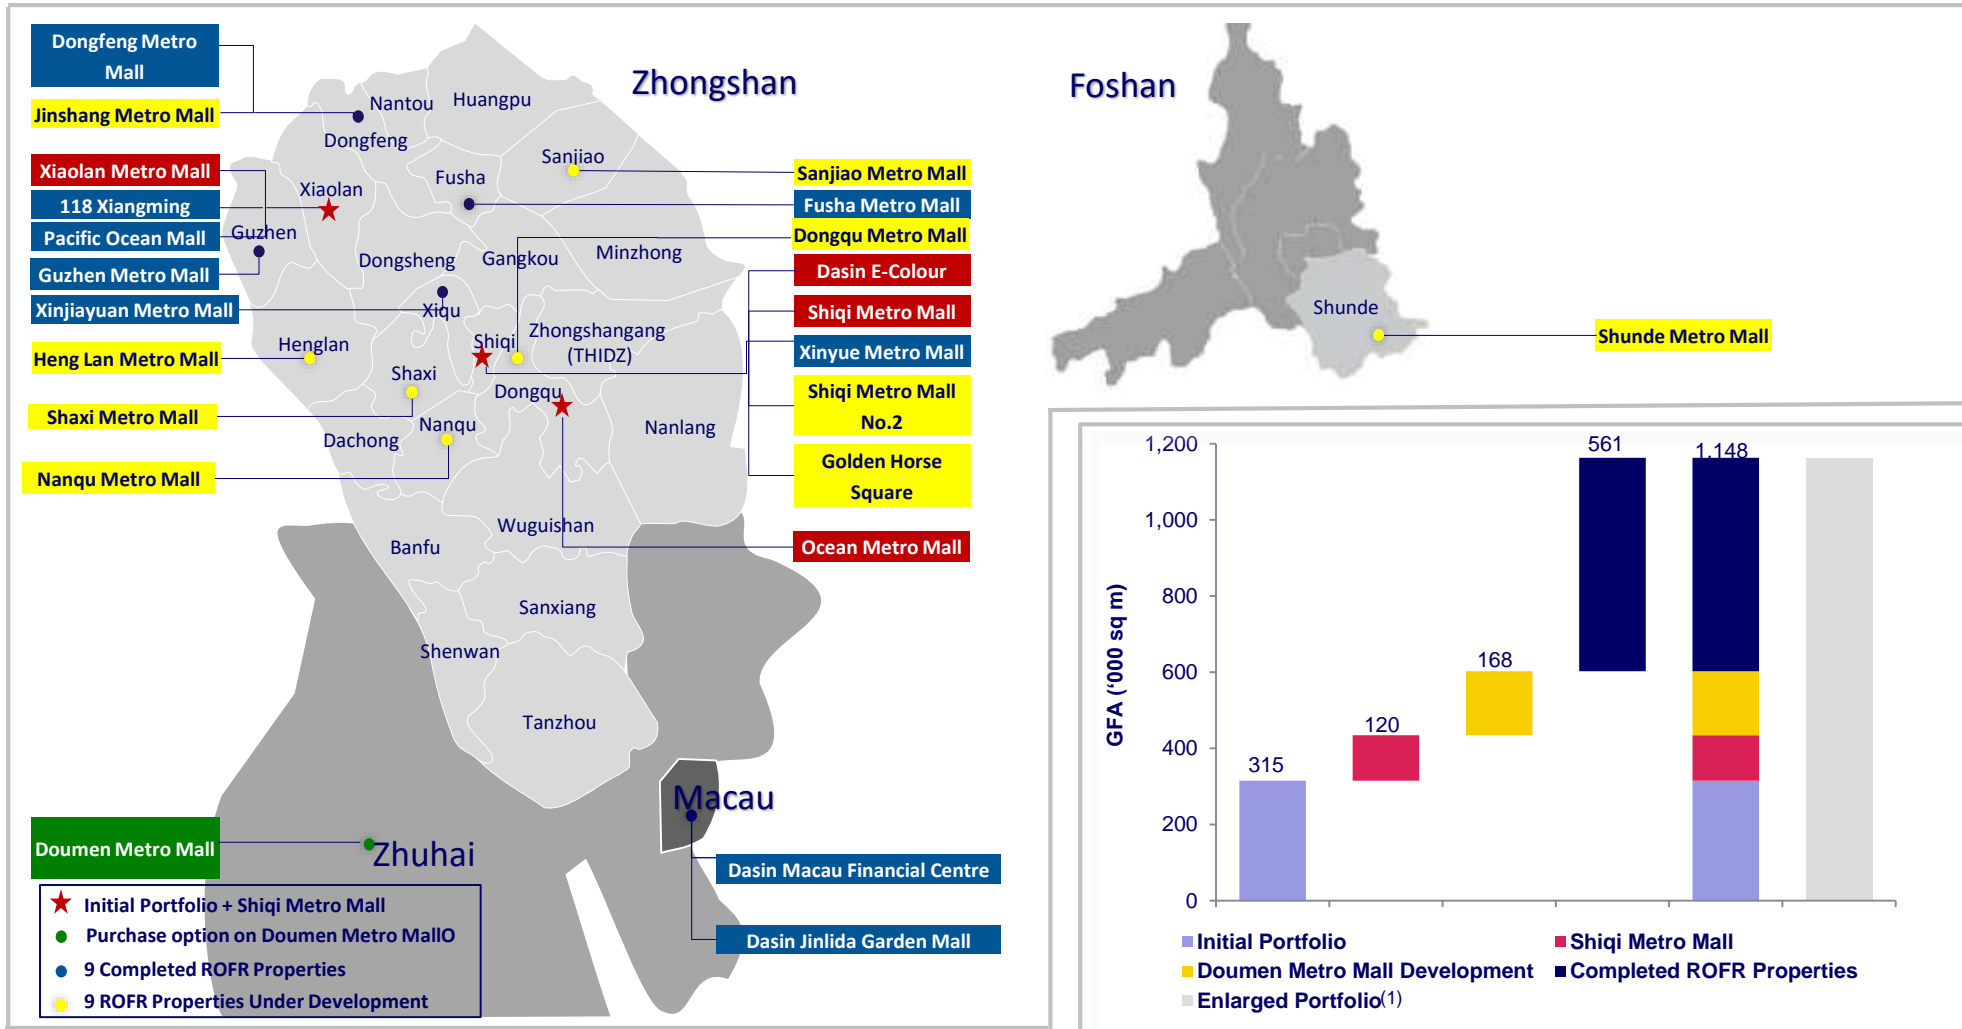 Dongfeng Metro
Mall
Jinshang Metro Mall
Xiaolan Metro Mall
118 Xiangming
Pacific Ocean Mall
Guzhen Metro Mall
Xinjiayuan Metro Mall
Heng Lan Metro Mall
Shaxi Metro Mall
Nanqu Metro Mall
Doumen Metro Mall
Zhongshan
Nantou
Huangpu
Dongfeng
Sanjiao
Fusha
Xiaolan
Guzhen
Dongsheng
Gangkou
Minzhong
Xiqu
Shiqi
Zhongshangang
(THIDZ)
Henglan
Shaxi
Dongqu
Nanqu
Dachong
Nanlang
Wuguishan
Banfu
Sanxiang
Shenwan
Tanzhou
Macau
Zhuhai
Sanjiao Metro Mall
Fusha Metro Mall
Dongqu Metro Mall
Dasin E-Colour
Shiqi Metro Mall
Xinyue Metro Mall
Shiqi Metro Mall
No.2
Golden Horse
Square
Ocean Metro Mall
Dasin Macau Financial Centre
Dasin Jinlida Garden Mall
Initial Portfolio + Shiqi Metro Mall
Purchase option on Doumen Metro MallO
9 Completed ROFR Properties
9 ROFR Properties Under Development
Foshan
Shunde
Shunde Metro Mall
GFA ('000 sq m)
1,200
1,000
800
600
400
200
0
315
120
168
561
1,148
Initial Portfolio
Shiqi Metro Mall
Doumen Metro Mall Development
Completed ROFR Properties
Enlarged Portfolio(1)